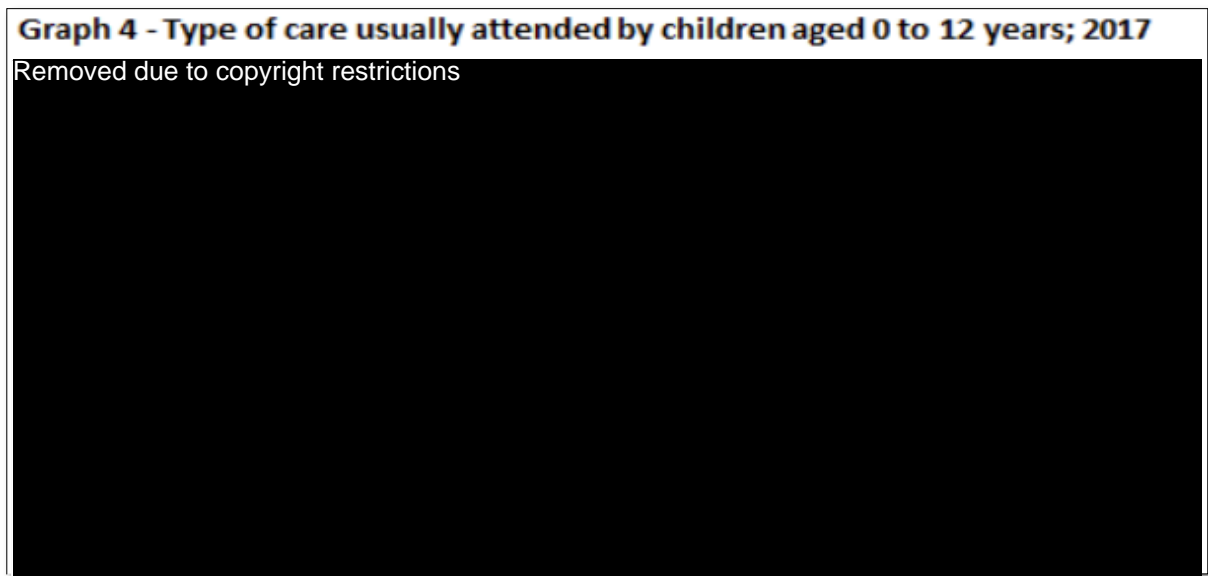 Graph 4 - Type of care usually attended by children aged 0 to 12 years; 2017
Removed due to copyright restrictions